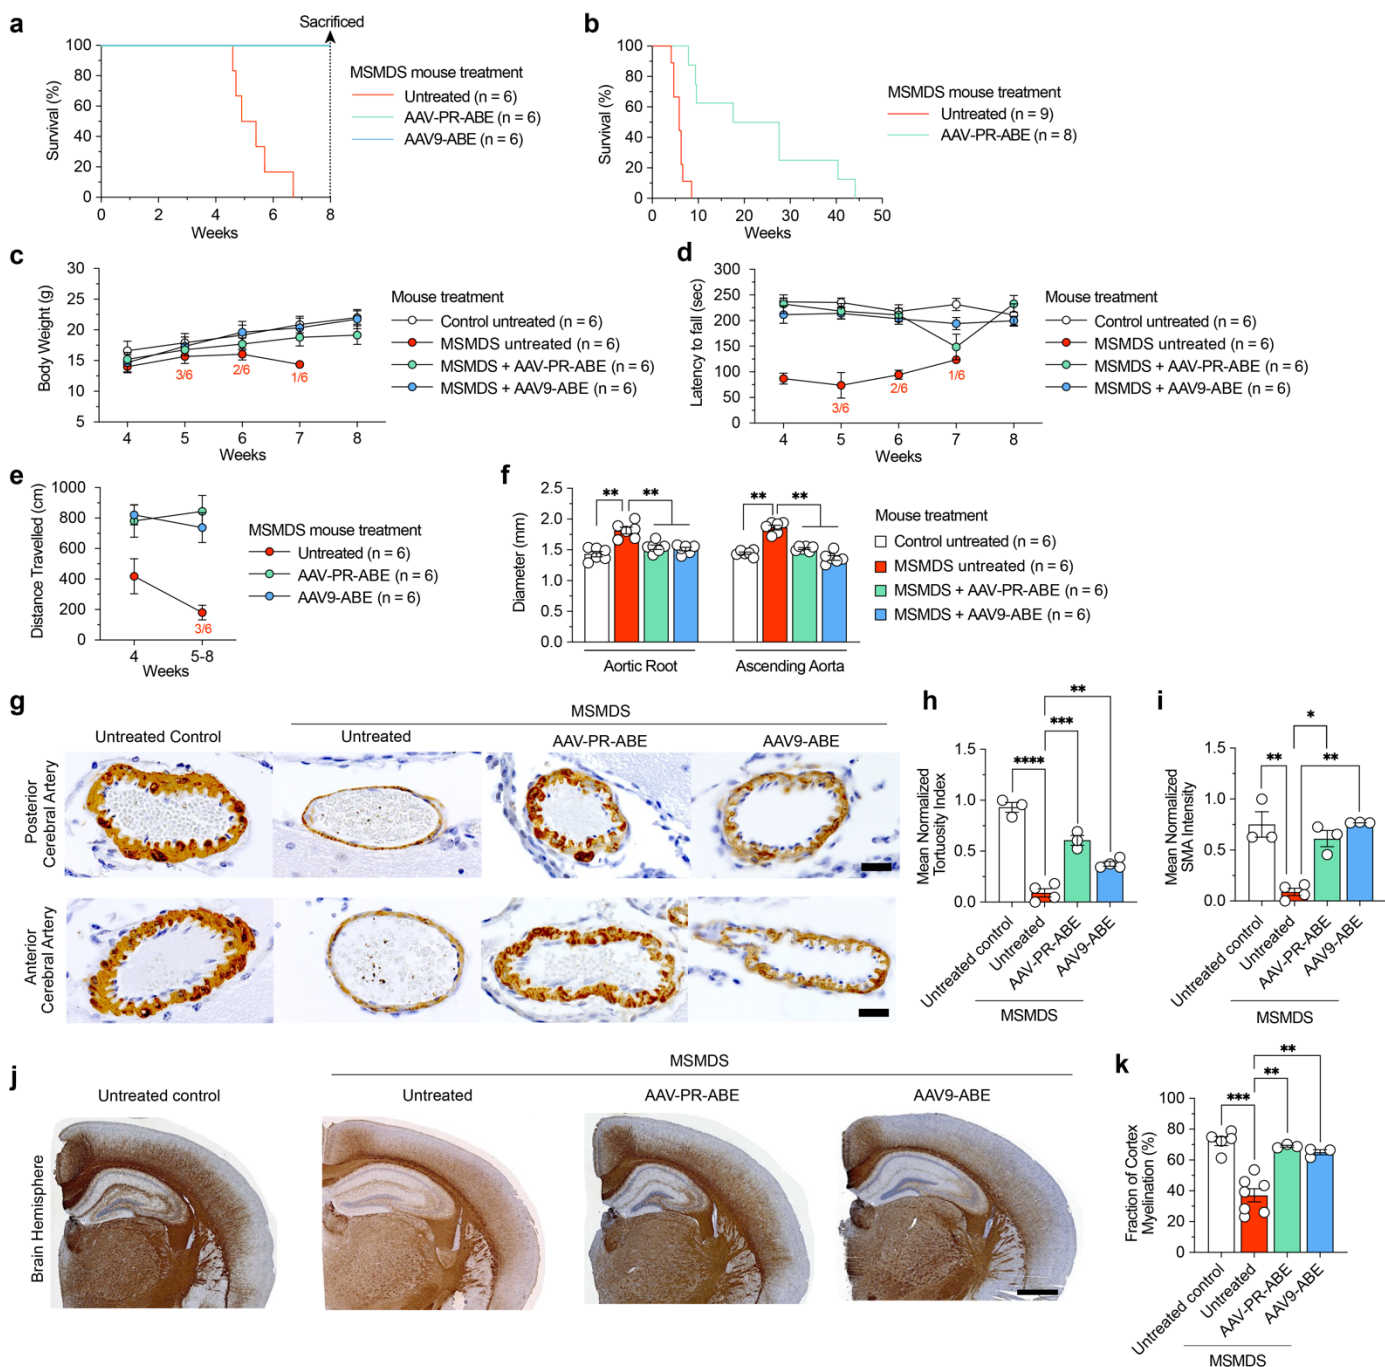 a
Sacrificed
100
80
60
40
20
0
Survival (%)
0 2 4 6 8
Weeks
MSMDS mouse treatment
Untreated (n = 6)
AAV-PR-ABE (n = 6)
AAV9-ABE (n = 6)
b
100
80
60
40
20
0
Survival (%)
0 10 20 30 40 50
Weeks
MSMDS mouse treatment
Untreated (n = 9)
AAV-PR-ABE (n = 8)
c
30
25
20
15
10
5
Body Weight (g)
3/6 2/6 1/6
4 5 6 7 8
Weeks
Mouse treatment
Control untreated (n = 6)
MSMDS untreated (n = 6)
MSMDS + AAV-PR-ABE (n = 6)
MSMDS + AAV9-ABE (n = 6)
d
300
250
200
150
100
50
0
Latency to fall (sec)
3/6 2/6 1/6
4 5 6 7 8
Weeks
Mouse treatment
Control untreated (n = 6)
MSMDS untreated (n = 6)
MSMDS + AAV-PR-ABE (n = 6)
MSMDS + AAV9-ABE (n = 6)
e
1000
800
600
400
200
0
Distance Travelled (cm)
3/6
4 5-8
Weeks
MSMDS mouse treatment
Untreated (n = 6)
AAV-PR-ABE (n = 6)
AAV9-ABE (n = 6)
f
2.5
2.0
1.5
1.0
0.5
0.0
Diameter (mm)
** ** ** **
Aortic Root Ascending Aorta
Mouse treatment
Control untreated (n = 6)
MSMDS untreated (n = 6)
MSMDS + AAV-PR-ABE (n = 6)
MSMDS + AAV9-ABE (n = 6)
g
MSMDS
Untreated Control Untreated AAV-PR-ABE AAV9-ABE
Posterior
Cerebral Artery
Anterior
Cerebral Artery
h
**
***
****
1.5
1.0
0.5
0.0
Mean Normalized
Tortuosity Index
Untreated control
Untreated
AAV-PR-ABE
AAV9-ABE
MSMDS
i
*
** **
1.5
1.0
0.5
0.0
Mean Normalized
SMA Intensity
Untreated control
Untreated
AAV-PR-ABE
AAV9-ABE
MSMDS
j
MSMDS
Untreated control Untreated AAV-PR-ABE AAV9-ABE
Brain Hemisphere
k
**
**
***
100
80
60
40
20
0
Fraction of Cortex
Myelination (%)
Untreated control
Untreated
AAV-PR-ABE
AAV9-ABE
MSMDS